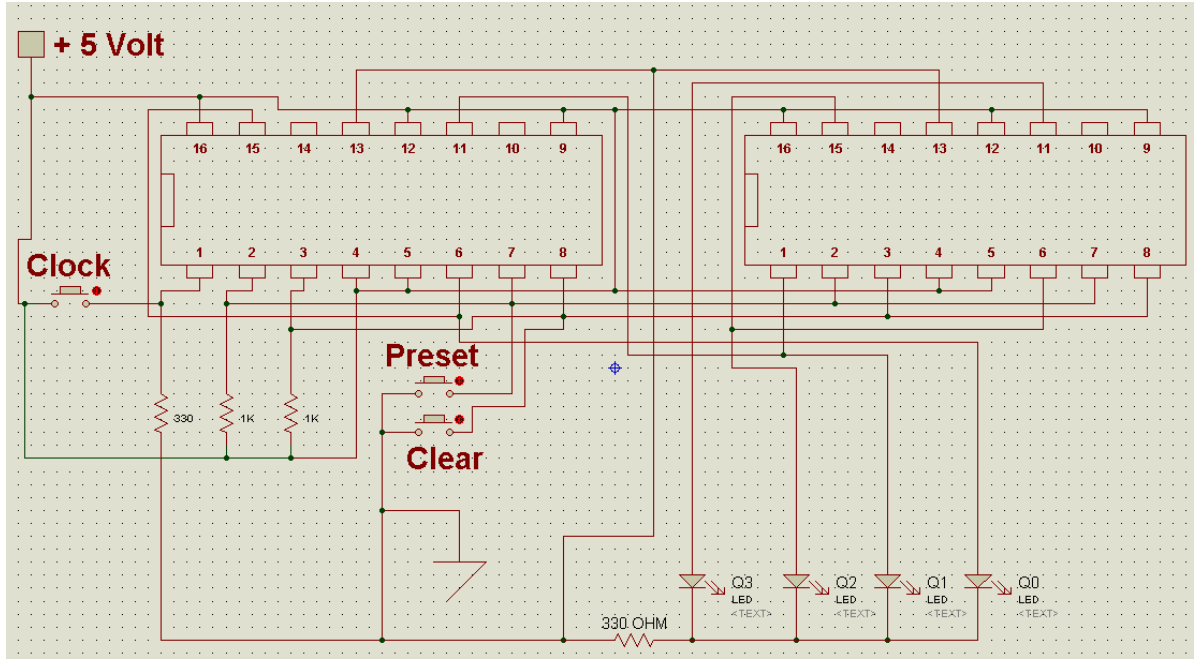 + 5 Volt
16 15 14 13 12 11 10 9
16 15 14 13 12 11 10 9
1 2 3 4 5 6 7 8
1 2 3 4 5 6 7 8
Clock
Preset
330
1K
1K
Clear
Q3
LED
<TEXT>
Q2
LED
<TEXT>
Q1
LED
<TEXT>
Q0
LED
<TEXT>
330 OHM